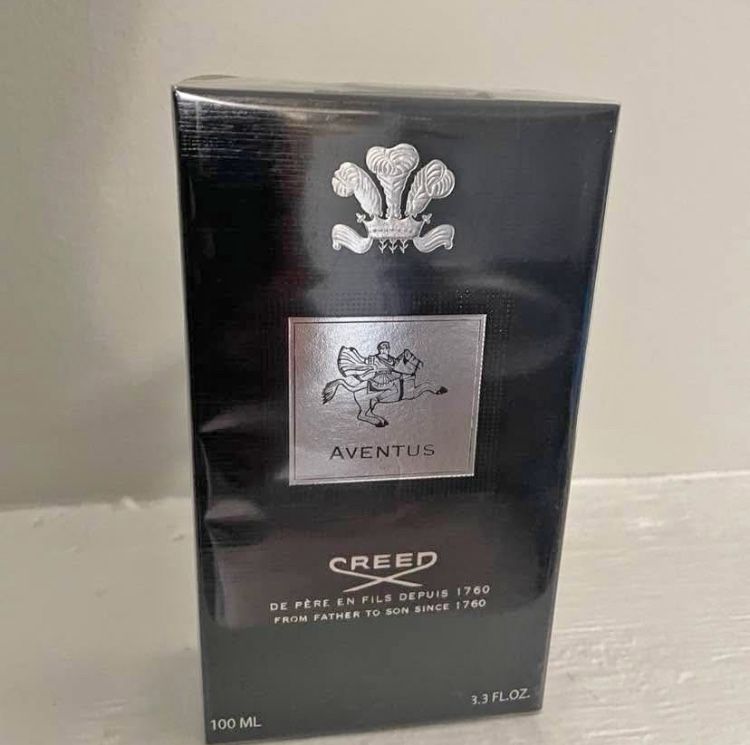 AVENTUS
CREED
DE PÈRE EN FILS DEPUIS 1760
FROM FATHER TO SON SINCE 1760
100 ML
3.3 FL.OZ.